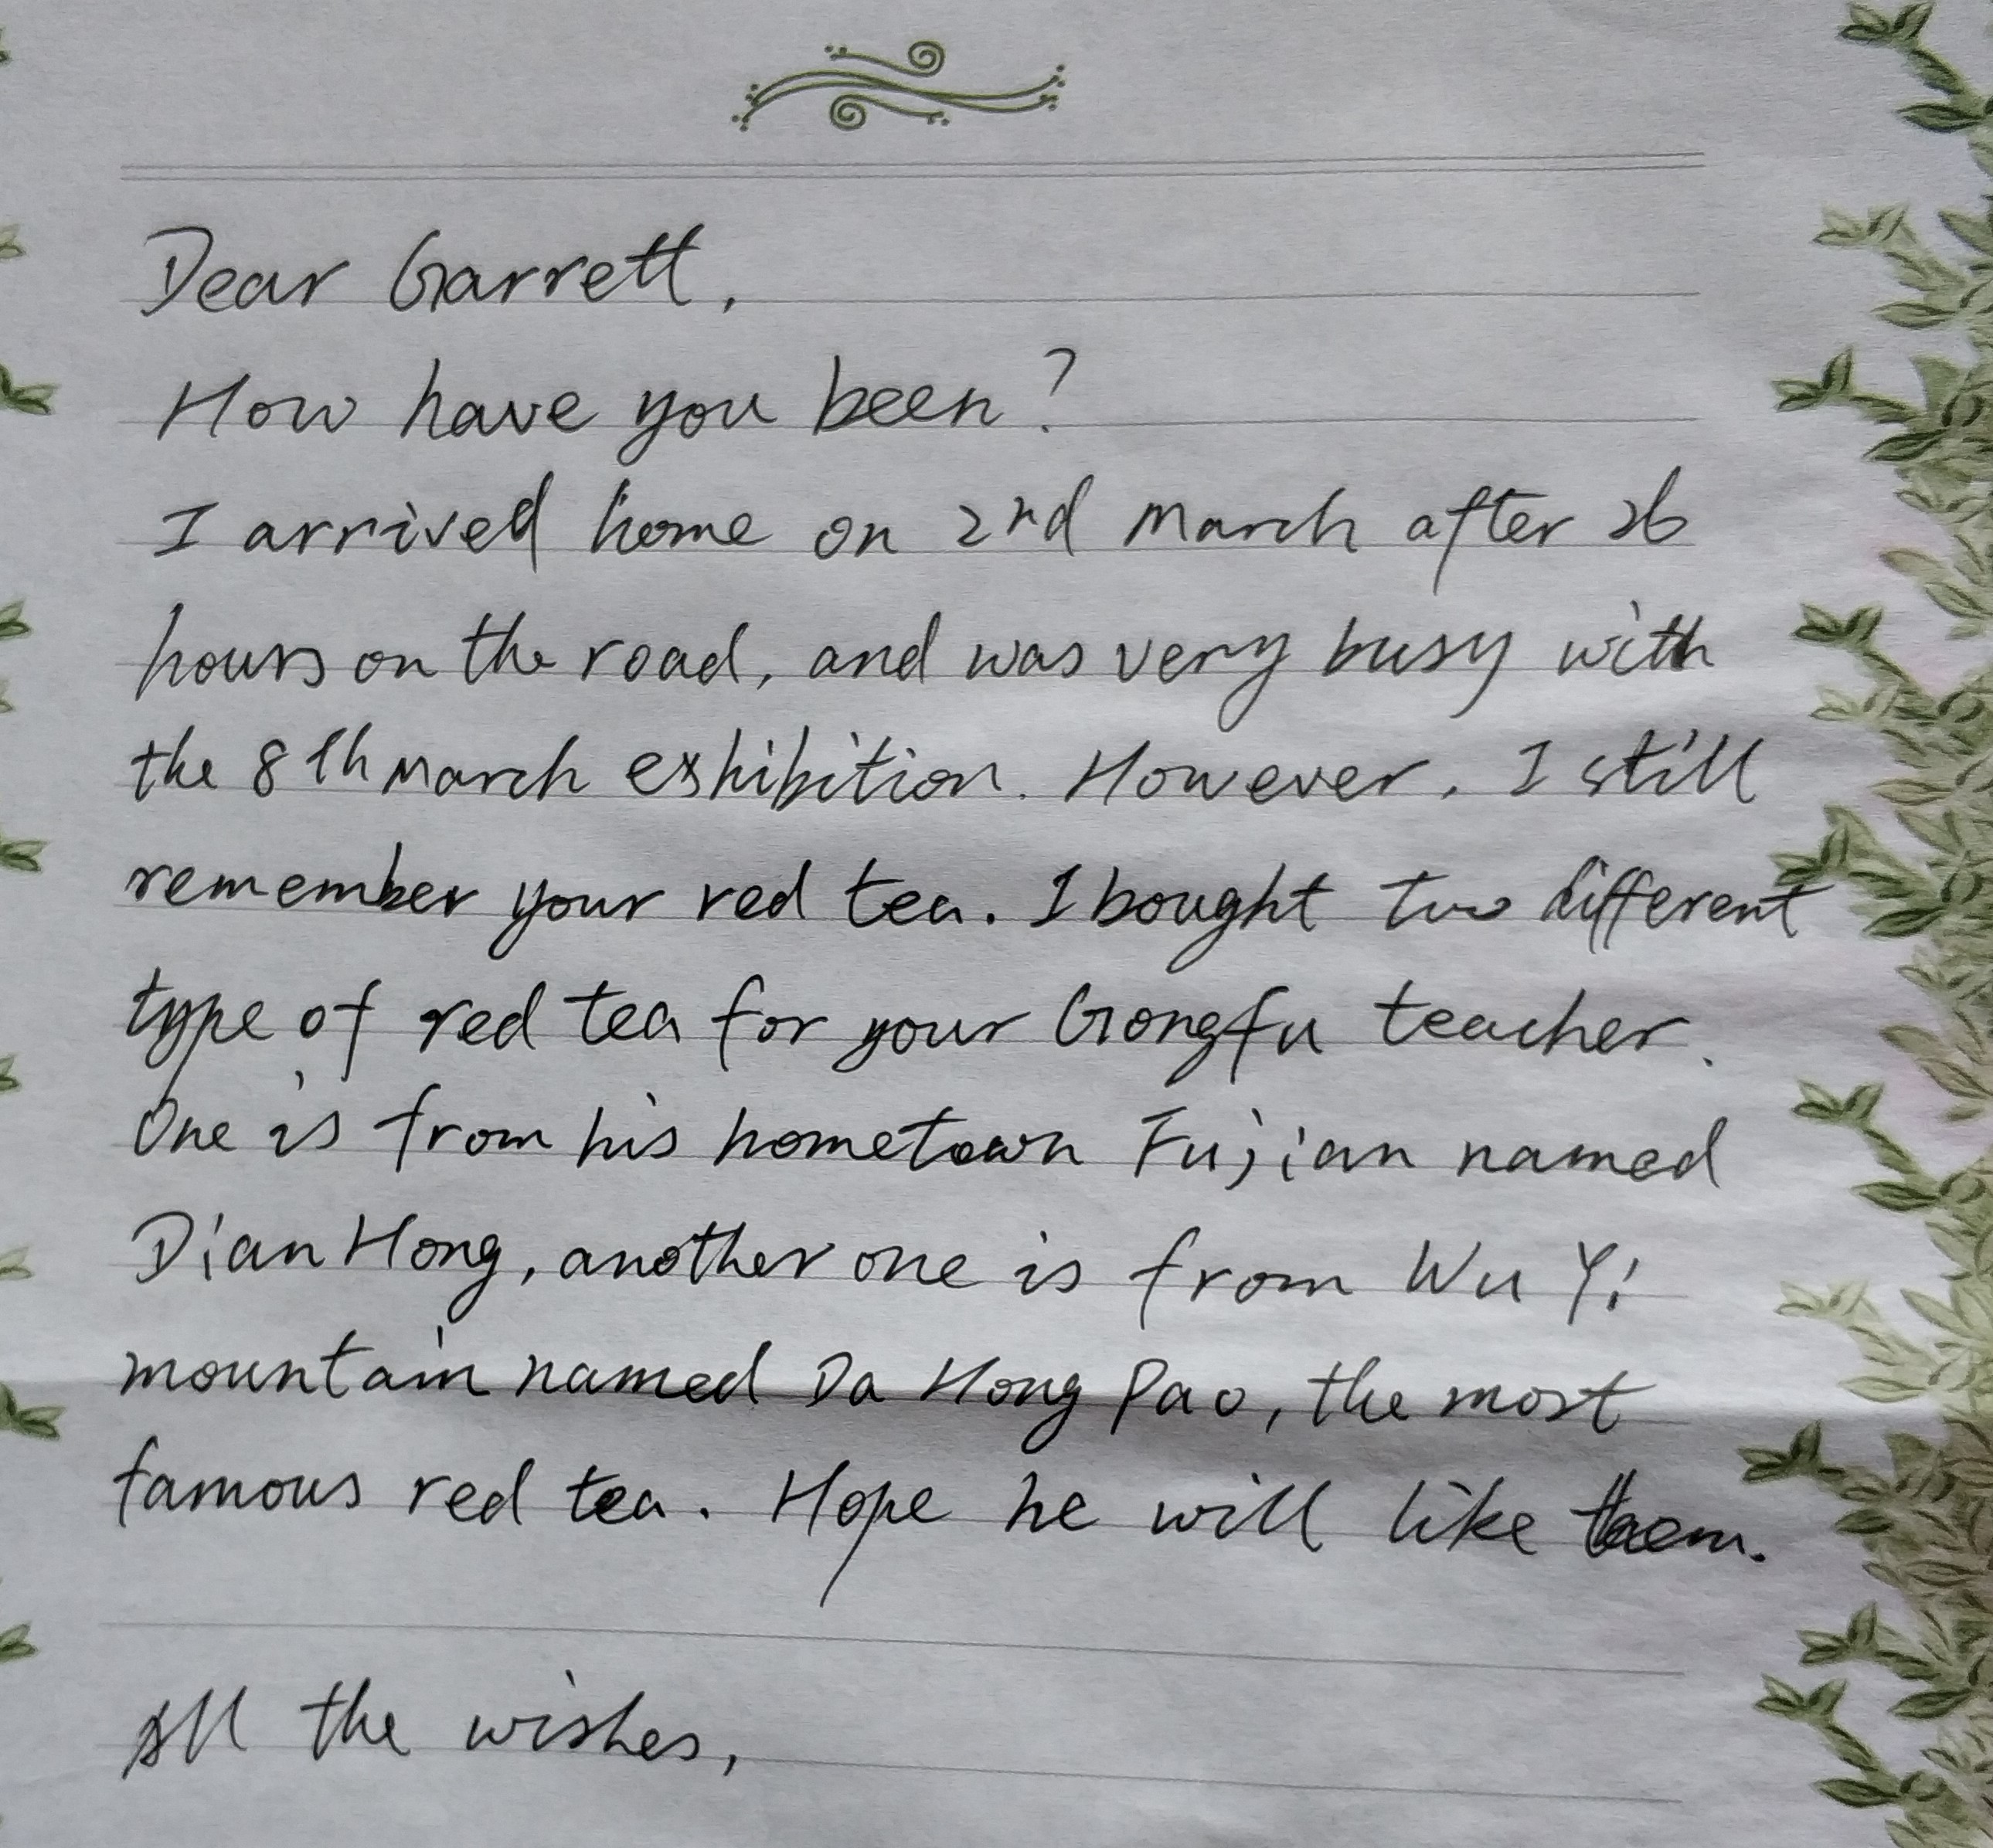 Dear Garrett,
How have you been?
I arrived home on 2nd March after 26
hours on the road, and was very busy with
the 8th March exhibition. However, I still
remember your red tea. I bought two different
type of red tea for your Gongfu teacher.
One is from his hometown Fujian named
Dian Hong, another one is from Wu Yi
mountain named Da Hong Pao, the most
famous red tea. Hope he will like them.
All the wishes,